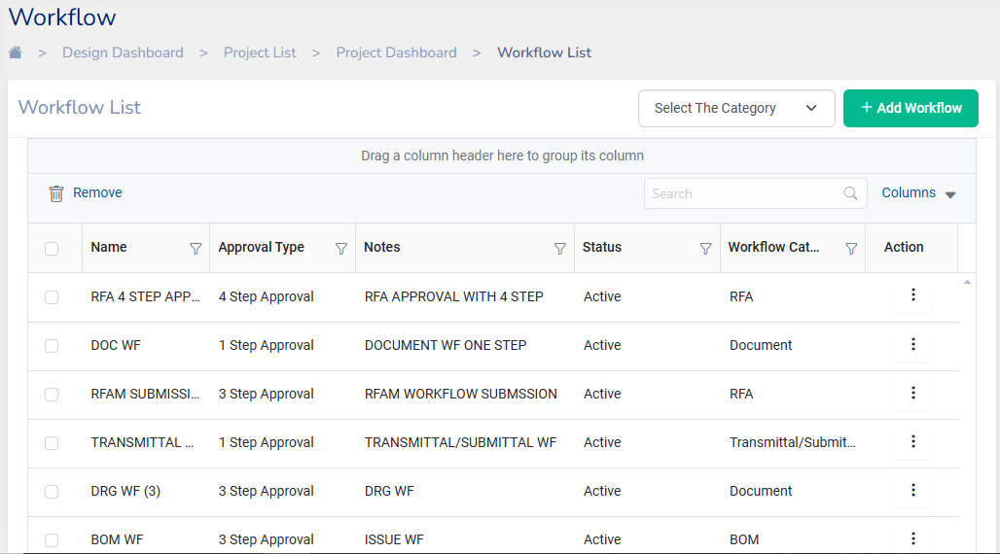 Workflow
> Design Dashboard > Project List > Project Dashboard > Workflow List
Workflow List
Select The Category
+ Add Workflow
Drag a column header here to group its column
Remove
Search
Columns
Name Approval Type Notes Status Workflow Cat... Action
RFA 4 STEP APP... 4 Step Approval RFA APPROVAL WITH 4 STEP Active RFA
DOC WF 1 Step Approval DOCUMENT WF ONE STEP Active Document
RFAM SUBMISSI... 3 Step Approval RFAM WORKFLOW SUBMSSION Active RFA
TRANSMITTAL ... 1 Step Approval TRANSMITTAL/SUBMITTAL WF Active Transmittal/Submit...
DRG WF (3) 3 Step Approval DRG WF Active Document
BOM WF 3 Step Approval ISSUE WF Active BOM